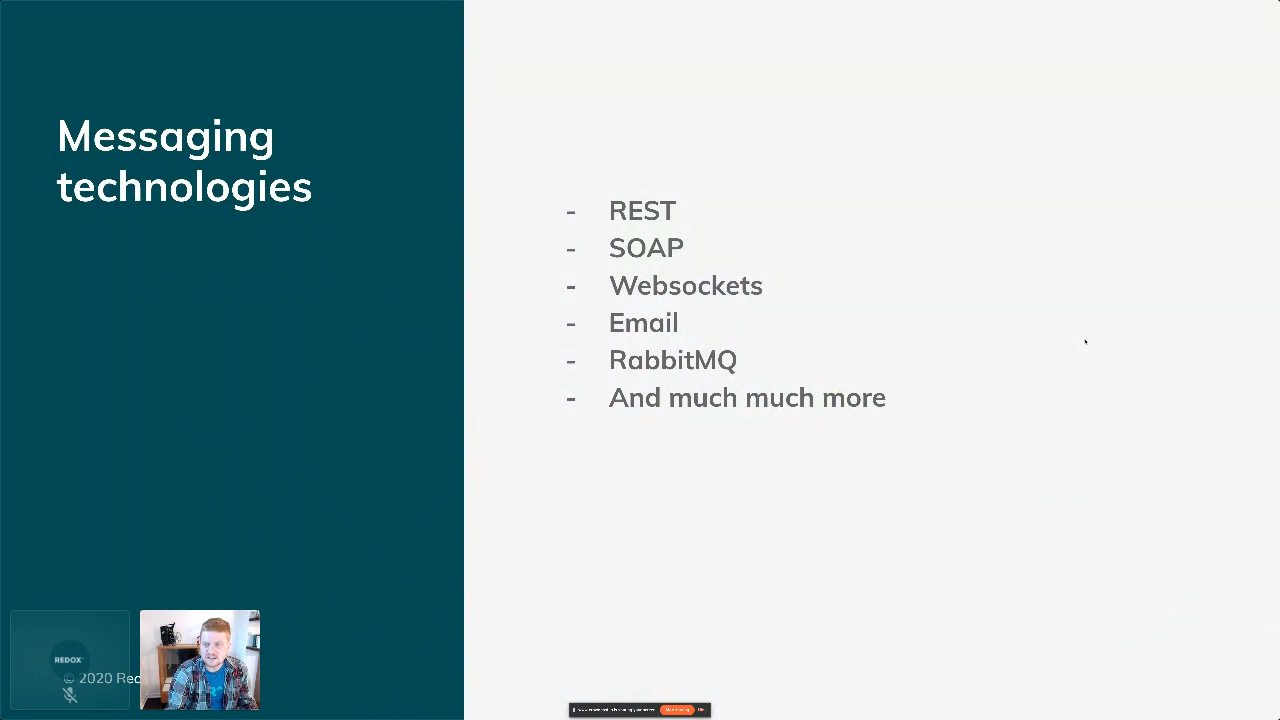 Messaging
technologies
- REST
- SOAP
- Websockets
- Email
- RabbitMQ
- And much much more
REDOX
© 2020 Red